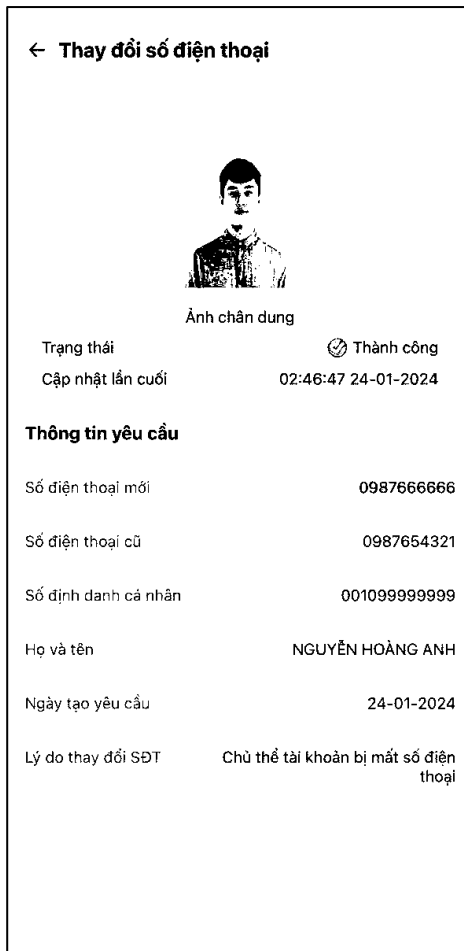 ← Thay đổi số điện thoại
Ảnh chân dung
Trạng thái Thành công
Cập nhật lần cuối 02:46:47 24-01-2024
Thông tin yêu cầu
Số điện thoại mới 0987666666
Số điện thoại cũ 0987654321
Số định danh cá nhân 001099999999
Họ và tên NGUYỄN HOÀNG ANH
Ngày tạo yêu cầu 24-01-2024
Lý do thay đổi SĐT Chủ thể tài khoản bị mất số điện
thoại